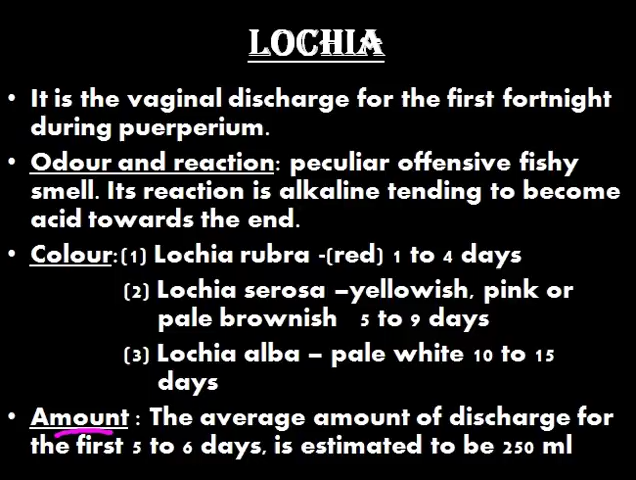 LOCHIA
• It is the vaginal discharge for the first fortnight
during puerperium.
• Odour and reaction: peculiar offensive fishy
smell. Its reaction is alkaline tending to become
acid towards the end.
• Colour:(1) Lochia rubra -(red) 1 to 4 days
(2) Lochia serosa –yellowish, pink or
pale brownish 5 to 9 days
(3) Lochia alba – pale white 10 to 15
days
• Amount : The average amount of discharge for
the first 5 to 6 days, is estimated to be 250 ml